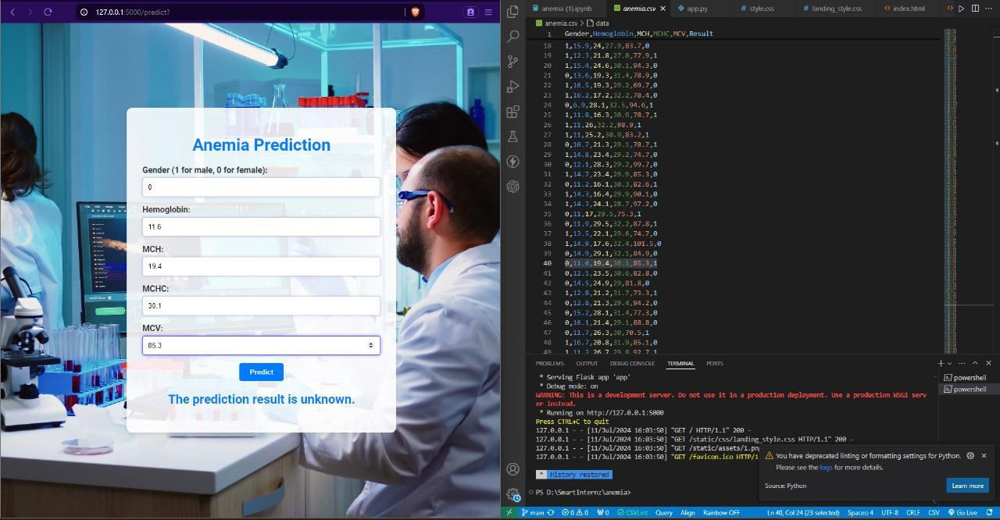 127.0.0.1:5000/predict?
Anemia Prediction
Gender (1 for male, 0 for female):
0
Hemoglobin:
11.6
MCH:
19.4
MCHC:
30.1
MCV:
85.3
Predict
The prediction result is unknown.
anemia (1).ipynb
anemia.csv
app.py
style.css
landing_style.css
index.html
anemia.csv > data
1 Gender,Hemoglobin,MCH,MCHC,MCV,Result
18 1,15.9,24,27.9,83.7,0
19 1,12.3,21.8,27.8,77.9,1
20 1,15.4,24.6,30.1,94.3,0
21 0,13.6,19.3,31.4,78.9,0
22 1,16.5,19.3,29.2,69.7,0
23 1,16.2,17.2,32.2,78.4,0
24 0,6.9,28.1,32.5,94.6,1
25 1,11.8,16.3,30.9,78.7,1
26 1,11,26,32.2,98.9,1
27 1,11,25.2,30.9,83.2,1
28 0,10.7,21.3,29.1,78.7,1
29 1,14.8,23.4,29.2,74.7,0
30 0,12.1,28.3,29.2,99.7,0
31 1,14.7,23.4,29.9,85.3,0
32 0,11.2,16.1,30.3,82.6,1
33 1,14.3,16.4,29.9,90.1,0
34 1,14.3,24.1,28.7,97.2,0
35 0,11,17,29.5,75.3,1
36 0,11.9,29.5,32.2,87.8,1
37 1,13.5,22.1,29.6,74.7,0
38 1,14.9,17.6,32.4,101.5,0
39 0,14.9,29.1,32.1,84.9,0
40 0,11.6,19.4,30.1,85.3,1
41 0,12.5,23.5,30.6,82.8,0
42 0,14.5,24.9,29,81.8,0
43 1,12.8,21.2,31.7,73.3,1
44 0,12.8,21.3,29.4,94.2,0
45 0,15.2,28.1,31.4,77.3,0
46 0,16.1,21.4,29.1,88.8,0
47 0,11.7,26.3,30,70.5,1
48 1,16.7,20.8,31.9,85.1,0
49 1,11.3,26.7,29.8,92.7,1
PROBLEMS OUTPUT DEBUG CONSOLE TERMINAL PORTS
* Serving Flask app 'app'
* Debug mode: on
WARNING: This is a development server. Do not use it in a production deployment. Use a production WSGI serv
er instead.
* Running on http://127.0.0.1:5000
Press CTRL+C to quit
127.0.0.1 - - [11/Jul/2024 16:03:50] "GET / HTTP/1.1" 200 -
127.0.0.1 - - [11/Jul/2024 16:03:50] "GET /static/css/landing_style.css HTTP/1.1" 200 -
127.0.0.1 - - [11/Jul/2024 16:03:50] "GET /static/assets/1.pn
127.0.0.1 - - [11/Jul/2024 16:03:50] "GET /favicon.ico HTTP/1
* History restored
PS D:\SmartInternz\anemia>
powershell
powershell
You have deprecated linting or formatting settings for Python.
Please see the logs for more details.
Source: Python
Learn more
main
0 0
0
CSVLint
Query
Align
Rainbow OFF
Ln 40, Col 24 (23 selected)
Spaces: 4
UTF-8
CRLF
CSV
Go Live